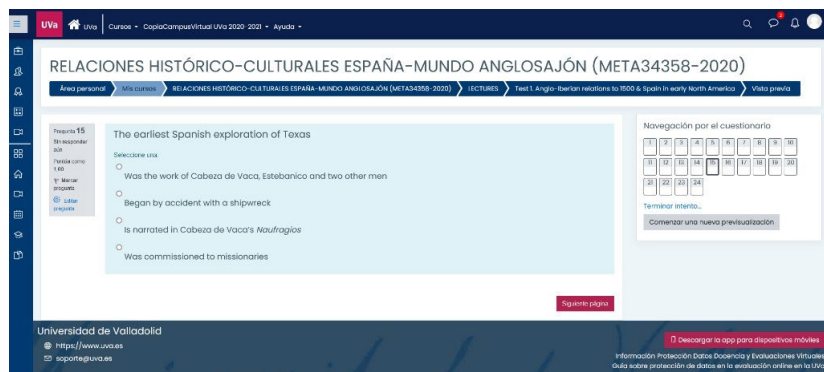 UVa UVa Cursos CopiaCampusVirtual UVa 2020-2021 Ayuda
2
RELACIONES HISTÓRICO-CULTURALES ESPAÑA-MUNDO ANGLOSAJÓN (META34358-2020)
Área personal Mis cursos RELACIONES HISTÓRICO-CULTURALES ESPAÑA-MUNDO ANGLOSAJÓN (META34358-2020) LECTURES Test 1. Anglo-Iberian relations to 1500 & Spain in early North America Vista previa
Pregunta 15
Sin responder
aún
Puntúa como
1,00
Marcar
pregunta
Editar
pregunta
The earliest Spanish exploration of Texas
Seleccione una:
Was the work of Cabeza de Vaca, Estebanico and two other men
Began by accident with a shipwreck
Is narrated in Cabeza de Vaca's Naufragios
Was commissioned to missionaries
Siguiente página
Navegación por el cuestionario
1 2 3 4 5 6 7 8 9 10
11 12 13 14 15 16 17 18 19 20
21 22 23 24
Terminar intento...
Comenzar una nueva previsualización
Universidad de Valladolid
https://www.uva.es
soporte@uva.es
Descargar la app para dispositivos móviles
Información Protección Datos Docencia y Evaluaciones Virtuales
Guía sobre protección de datos en la evaluación online en la UVa